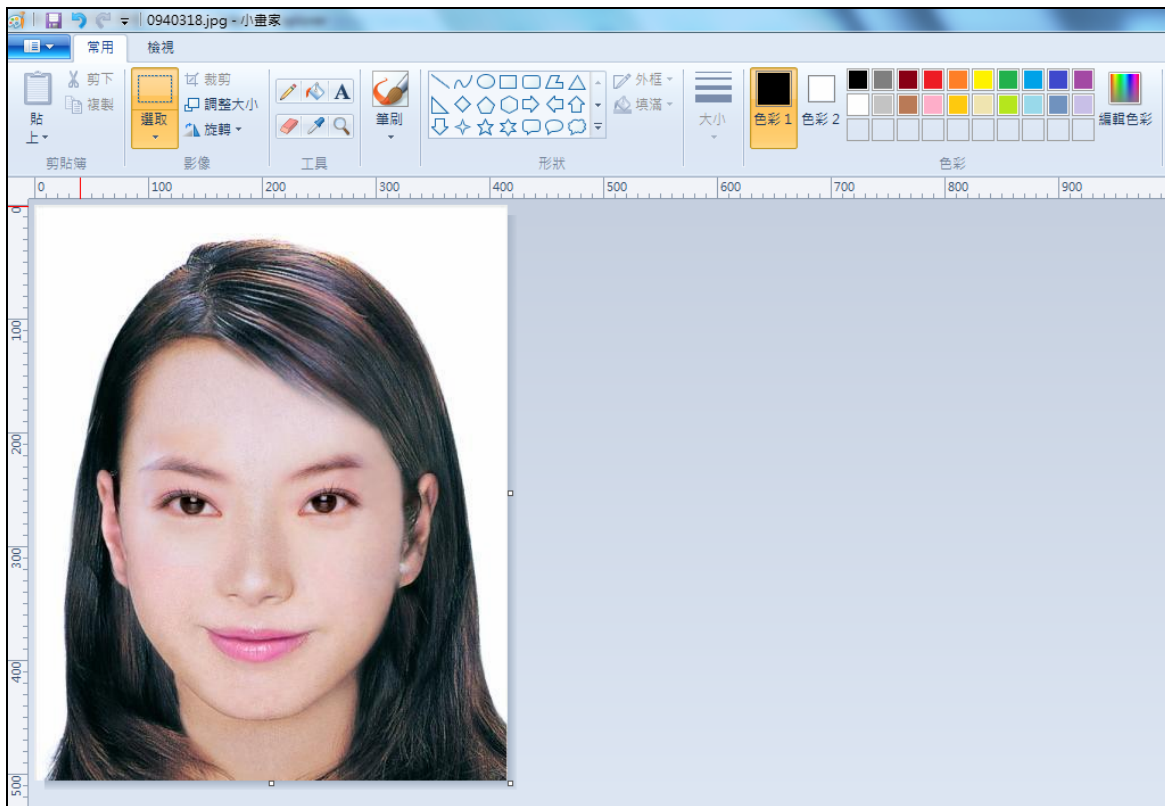 0940318.jpg - 小畫家
常用 檢視
貼上
剪下
複製
剪貼簿
選取
裁剪
調整大小
旋轉
影像
A
工具
筆刷
形狀
外框
填滿
大小
色彩 1
色彩 2
編輯色彩
色彩
0 100 200 300 400 500 600 700 800 900
0
100
200
300
400
500